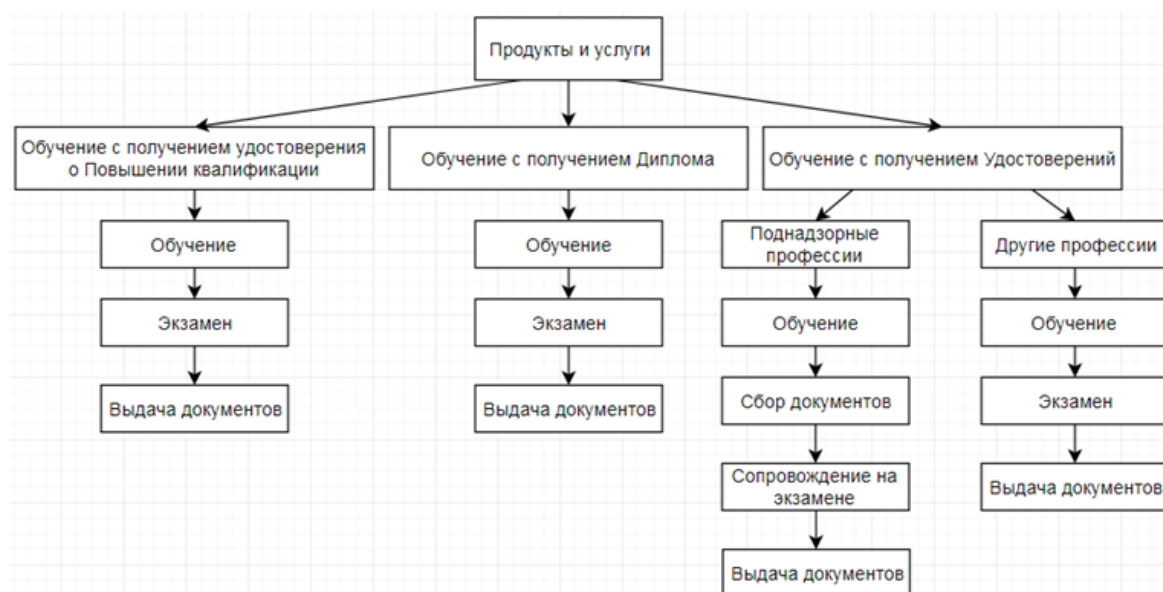 Продукты и услуги
Обучение с получением удостоверения
о Повышении квалификации
Обучение с получением Диплома
Обучение с получением Удостоверений
Обучение
Обучение
Поднадзорные
профессии
Другие профессии
Экзамен
Экзамен
Обучение
Обучение
Выдача документов
Выдача документов
Сбор документов
Экзамен
Сопровождение на
экзамене
Выдача документов
Выдача документов